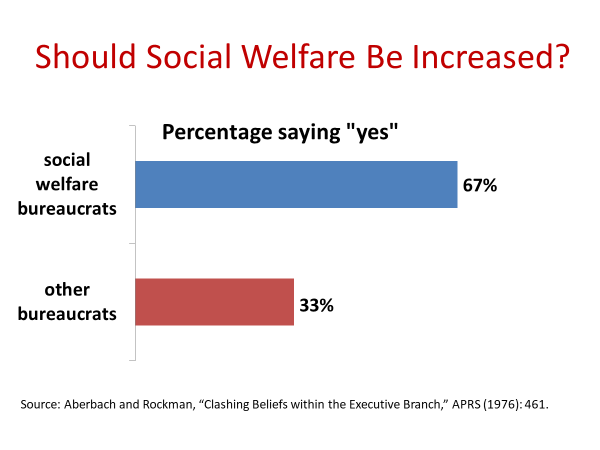 Should Social Welfare Be Increased?
Percentage saying "yes"
social
welfare
bureaucrats
67%
other
bureaucrats
33%
Source: Aberbach and Rockman, “Clashing Beliefs within the Executive Branch,” APRS (1976): 461.